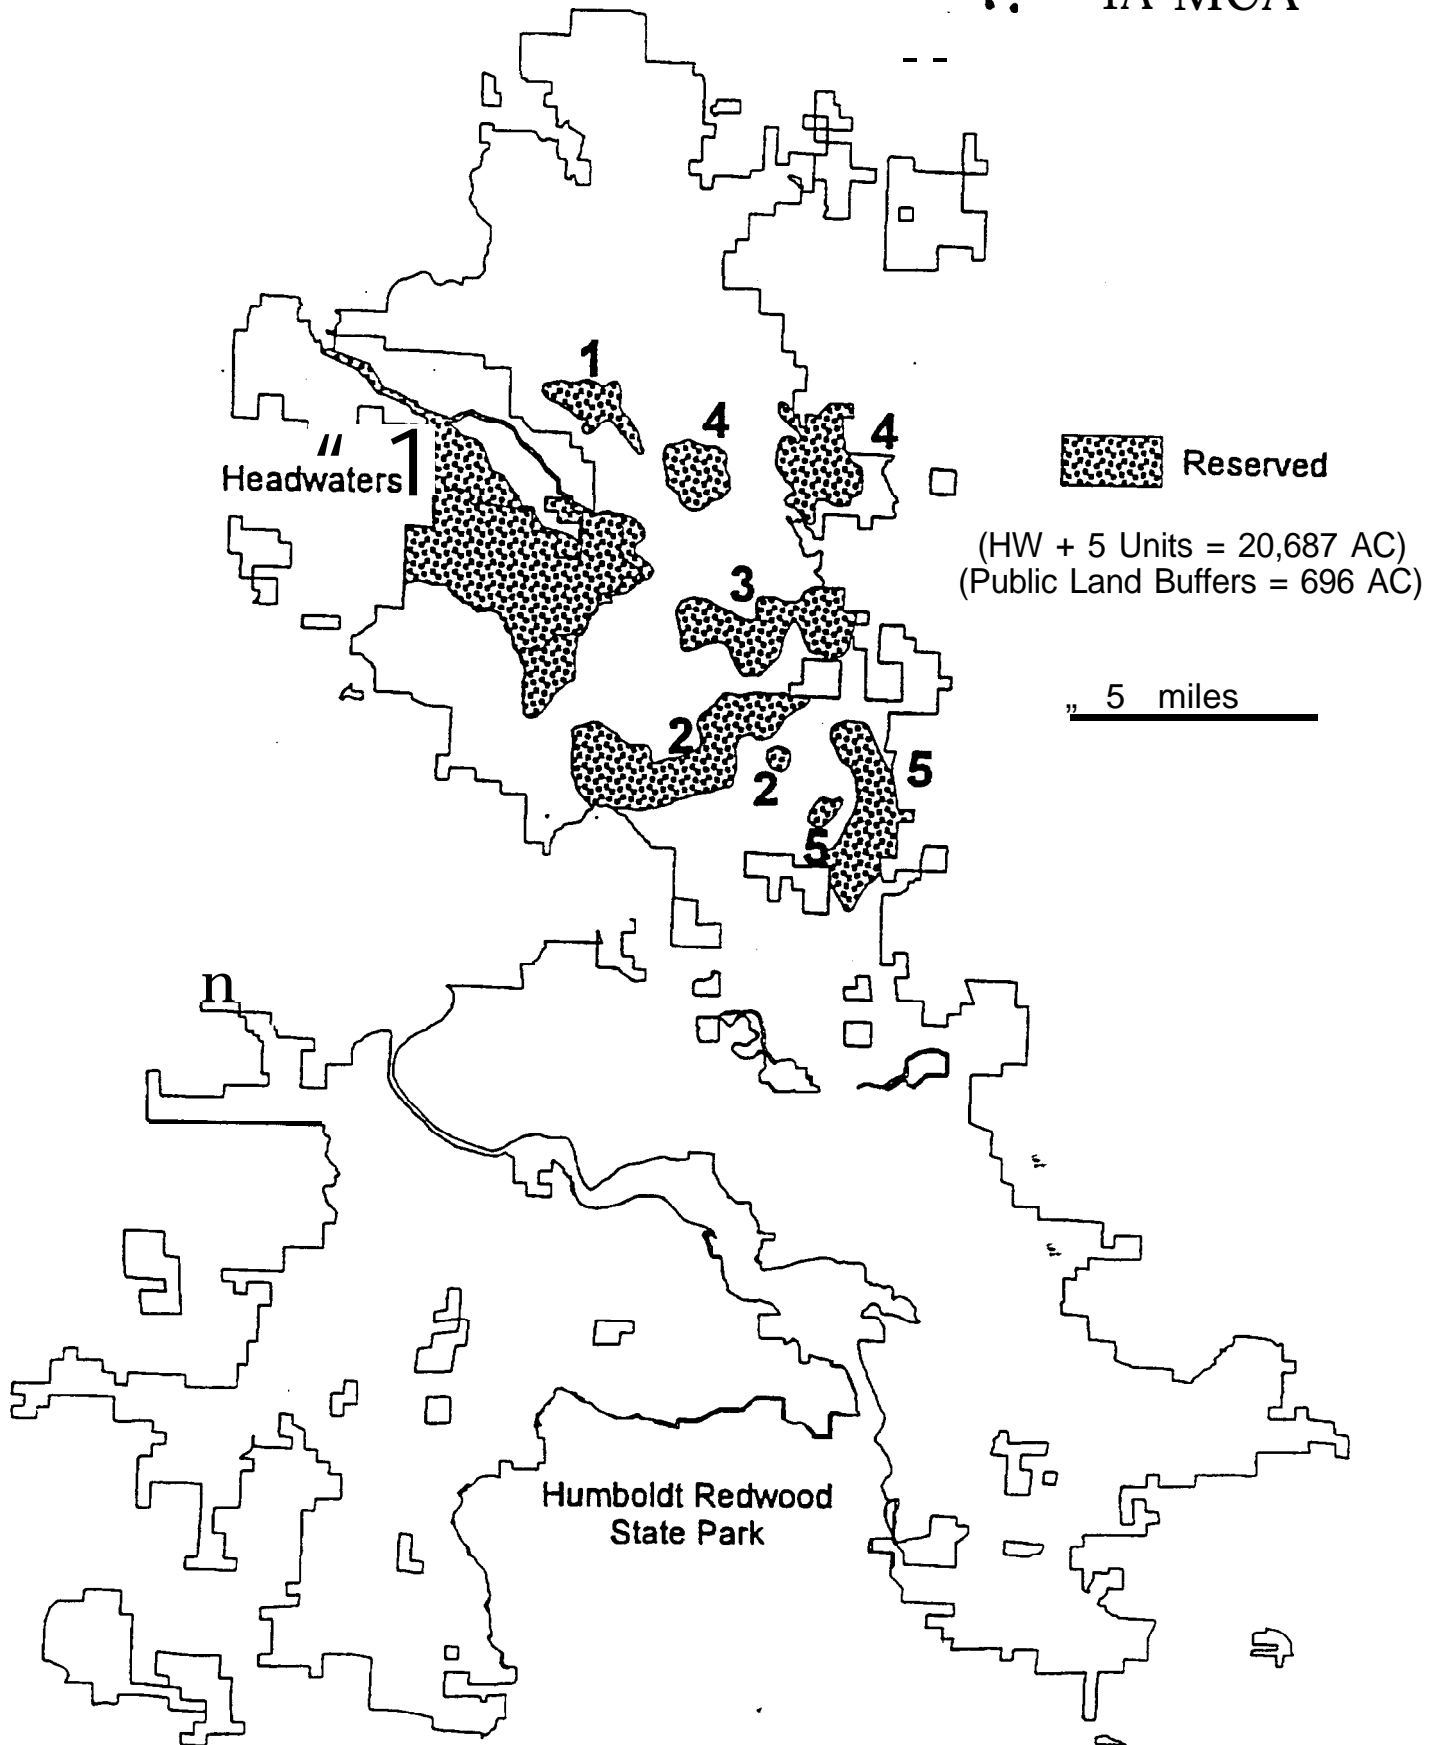 IA MCA
1
4
4
" 1
Headwaters
Reserved
(HW + 5 Units = 20,687 AC)
(Public Land Buffers = 696 AC)
3
„ 5 miles
2
2
5
5
n
Humboldt Redwood
State Park